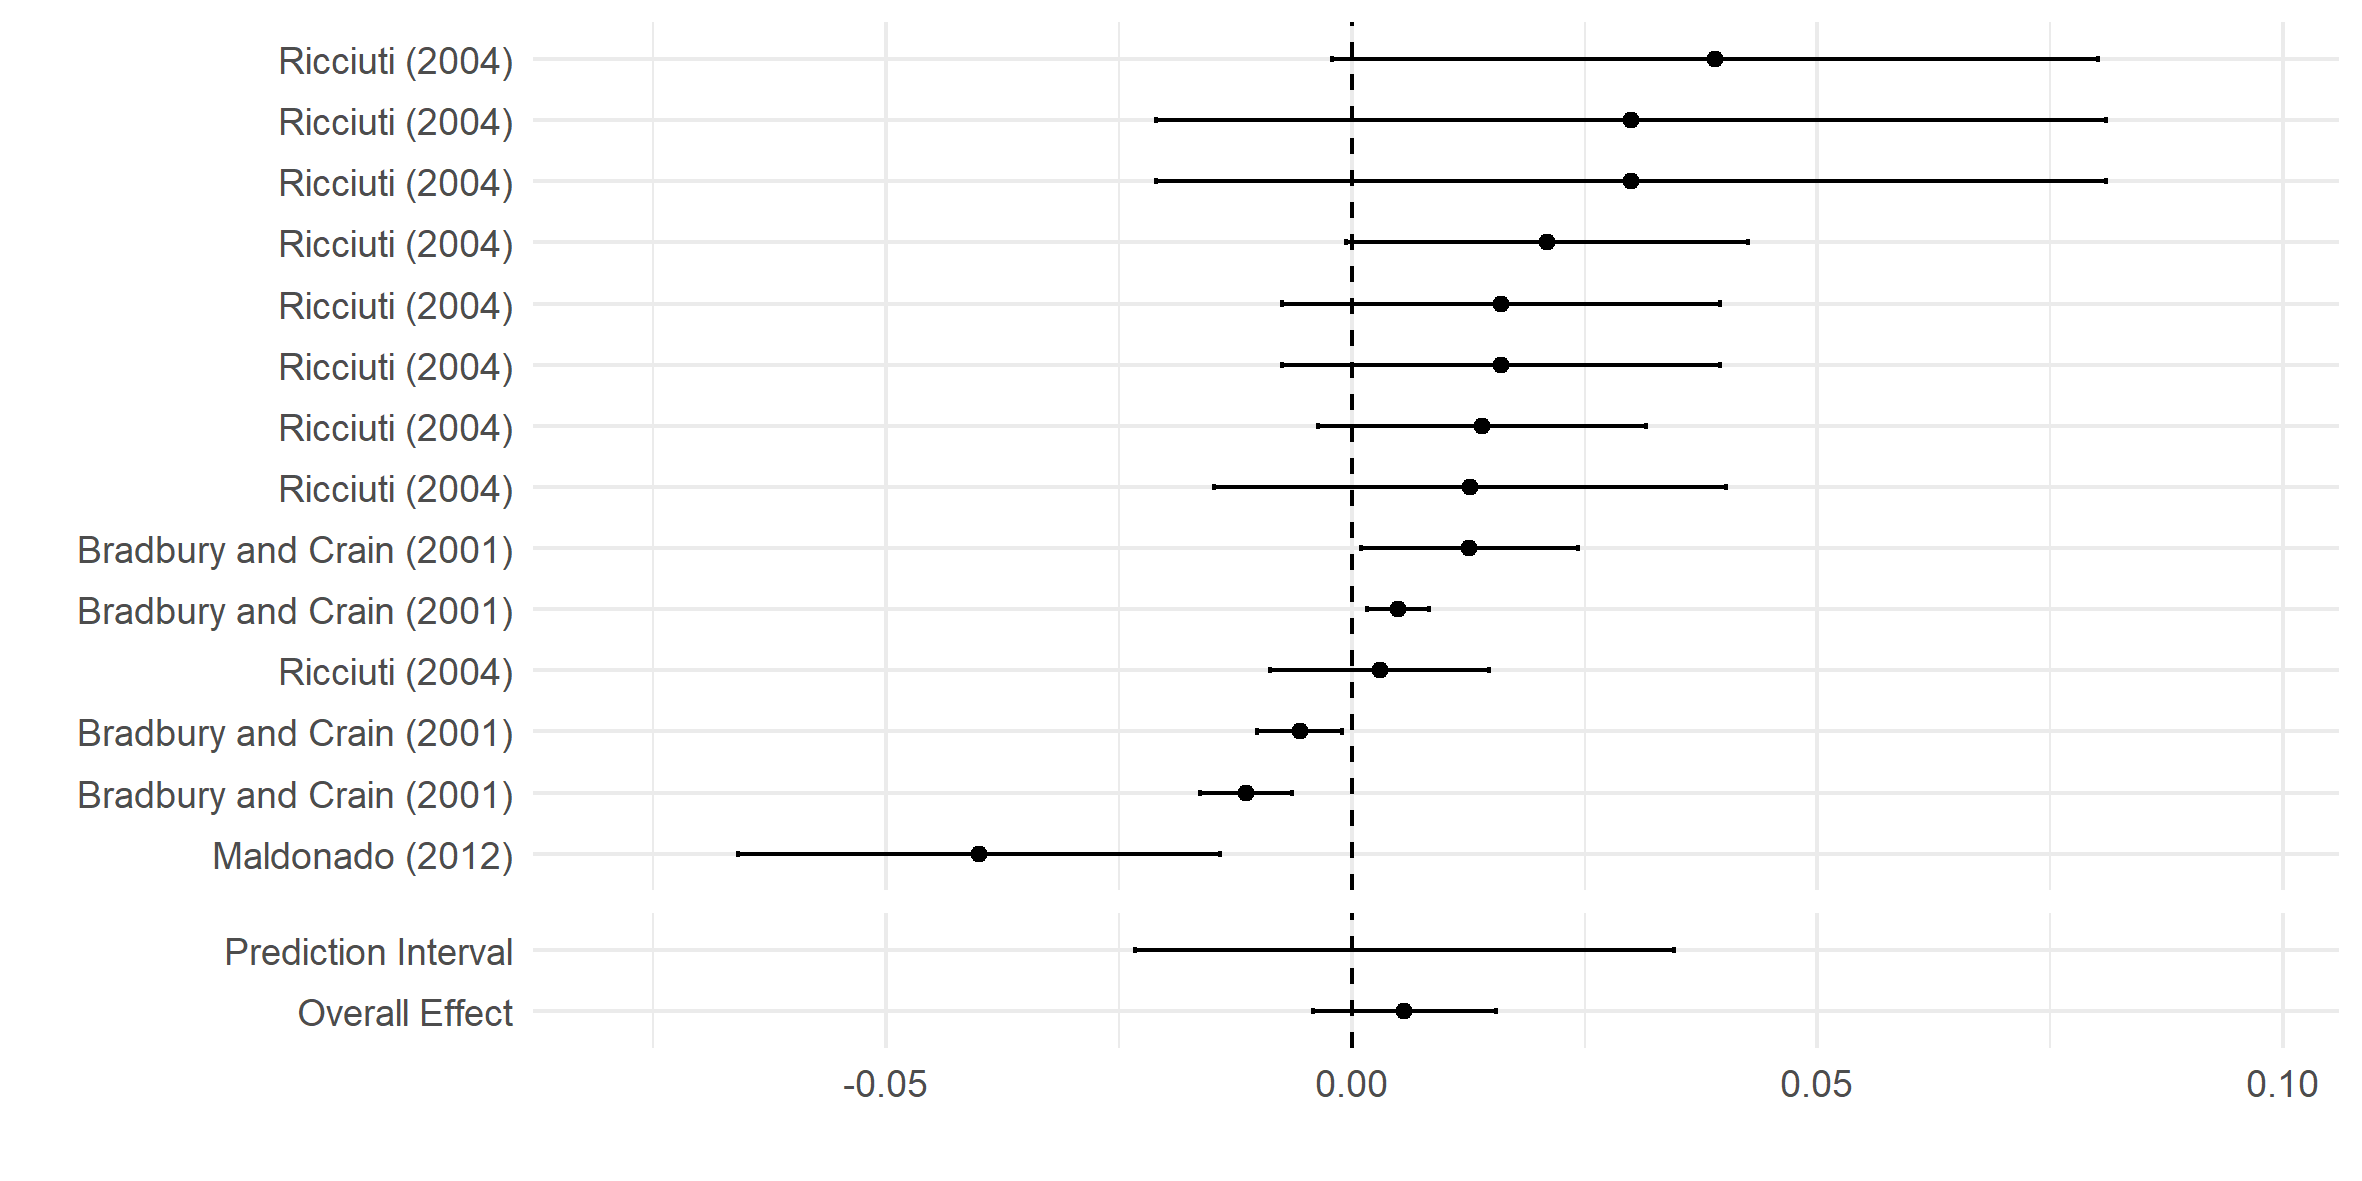 Ricciuti (2004)
Ricciuti (2004)
Ricciuti (2004)
Ricciuti (2004)
Ricciuti (2004)
Ricciuti (2004)
Ricciuti (2004)
Ricciuti (2004)
Bradbury and Crain (2001)
Bradbury and Crain (2001)
Ricciuti (2004)
Bradbury and Crain (2001)
Bradbury and Crain (2001)
Maldonado (2012)
Prediction Interval
Overall Effect
-0.05 0.00 0.05 0.10